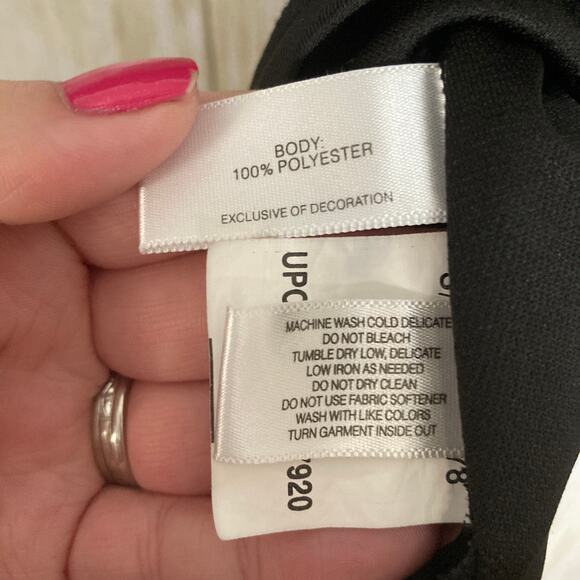 BODY:
100% POLYESTER
EXCLUSIVE OF DECORATION
UPC
MACHINE WASH COLD DELICATE
DO NOT BLEACH
TUMBLE DRY LOW, DELICATE
LOW IRON AS NEEDED
DO NOT DRY CLEAN
DO NOT USE FABRIC SOFTENER
WASH WITH LIKE COLORS
TURN GARMENT INSIDE OUT
7920